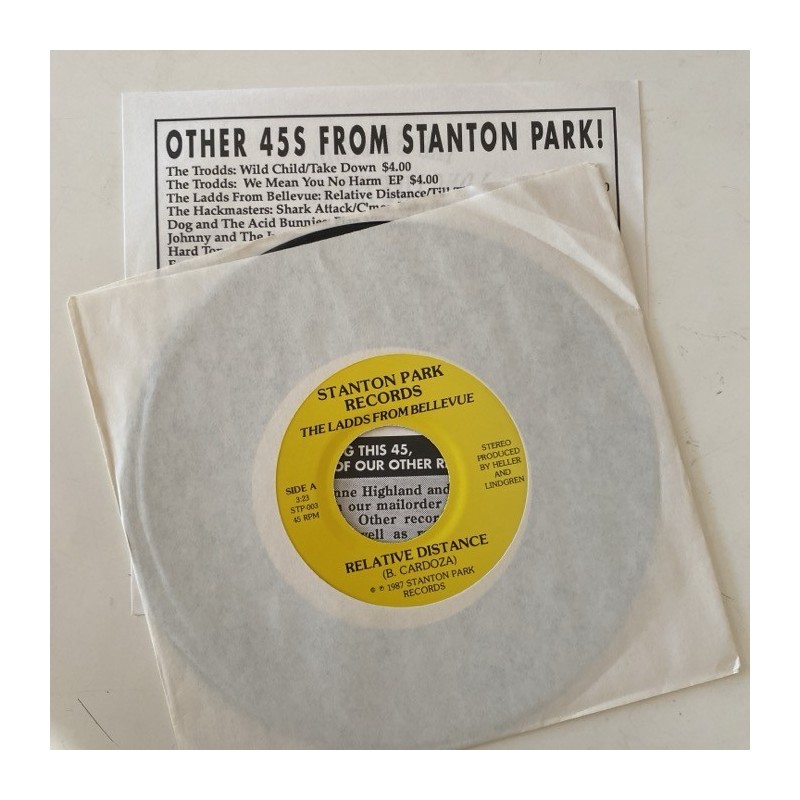 OTHER 45S FROM STANTON PARK!
The Trodds: Wild Child/Take Down $4.00
The Trodds: We Mean You No Harm EP $4.00
The Ladds From Bellevue: Relative Distance/Till
The Hackmasters: Shark Attack/C'mon
Dog and The Acid Bunnies:
Johnny and The
Hard
STANTON PARK
RECORDS
THE LADDS FROM BELLEVUE
G THIS 45,
OF OUR OTHER R
nne Highland and
n our mailorder
Other recor
well as
SIDE A
3:23
STP 003
45 RPM
STEREO
PRODUCED
BY HELLER
AND
LINDGREN
RELATIVE DISTANCE
(B. CARDOZA)
© ℗ 1987 STANTON PARK
RECORDS